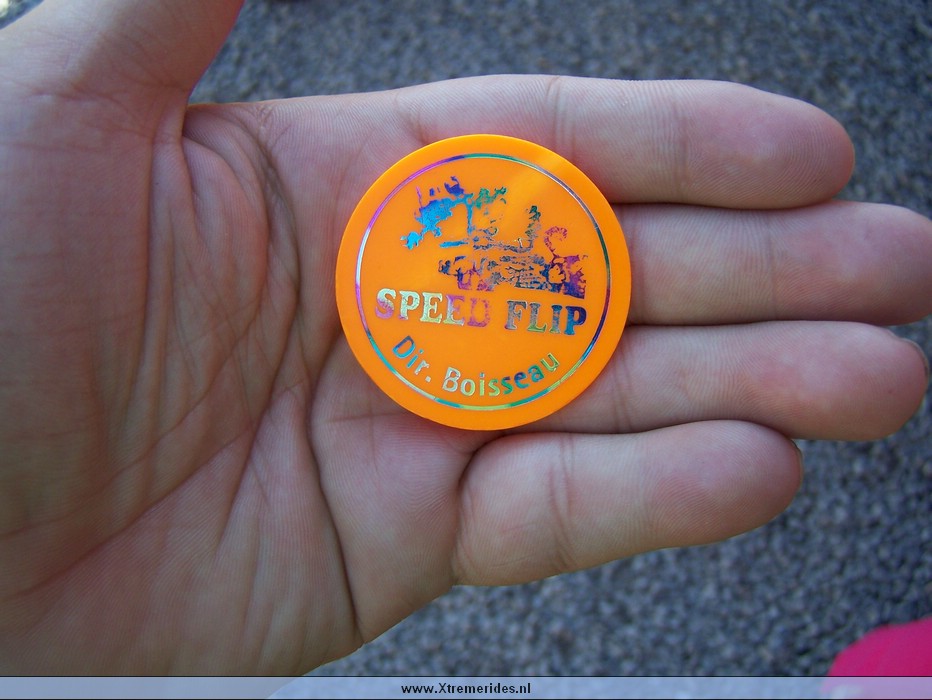 SPEED FLIP
Dir. Boisseau
www.Xtremerides.nl